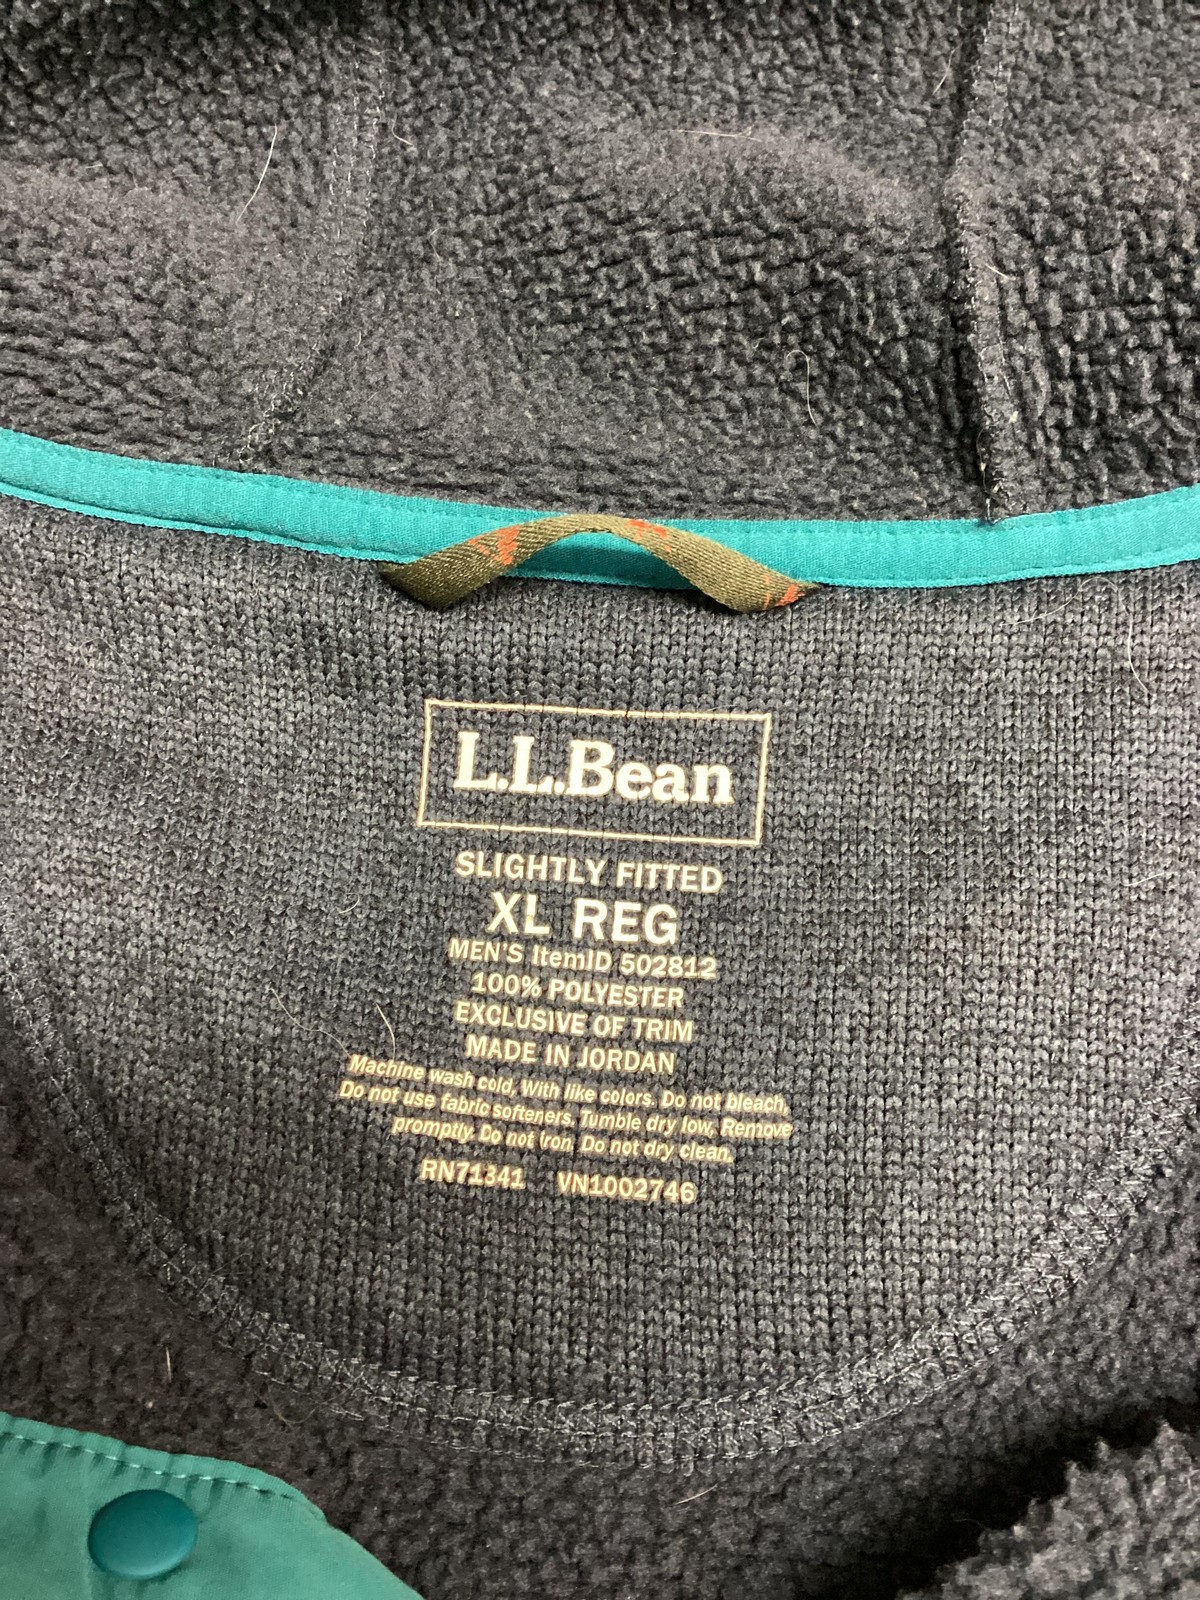 L.L.Bean
SLIGHTLY FITTED
XL REG
MEN'S ItemID 502812
100% POLYESTER
EXCLUSIVE OF TRIM
MADE IN JORDAN
Machine wash cold, With like colors. Do not bleach,
Do not use fabric softeners. Tumble dry low, Remove
promptly. Do not Iron, Do not dry clean.
RN71341 VN1002746